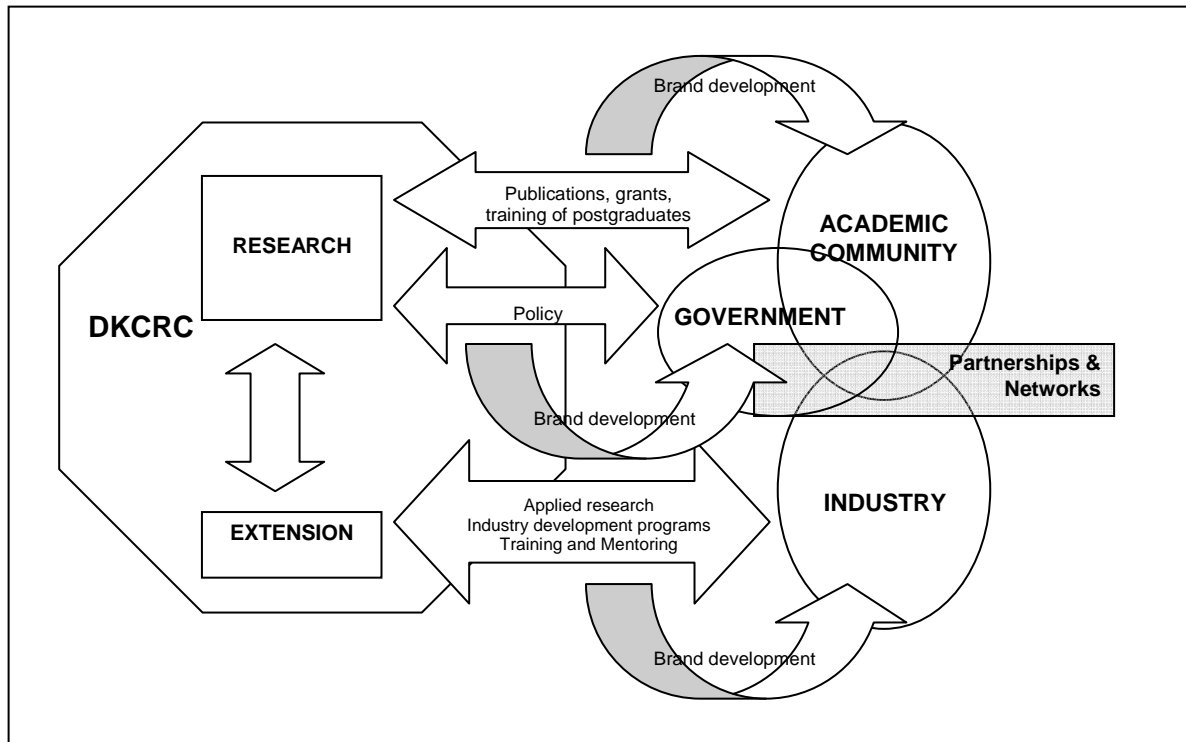 Brand development
Publications, grants,
training of postgraduates
RESEARCH
ACADEMIC
COMMUNITY
DKCRC
Policy
GOVERNMENT
Partnerships &
Networks
Brand development
EXTENSION
Applied research
Industry development programs
Training and Mentoring
INDUSTRY
Brand development